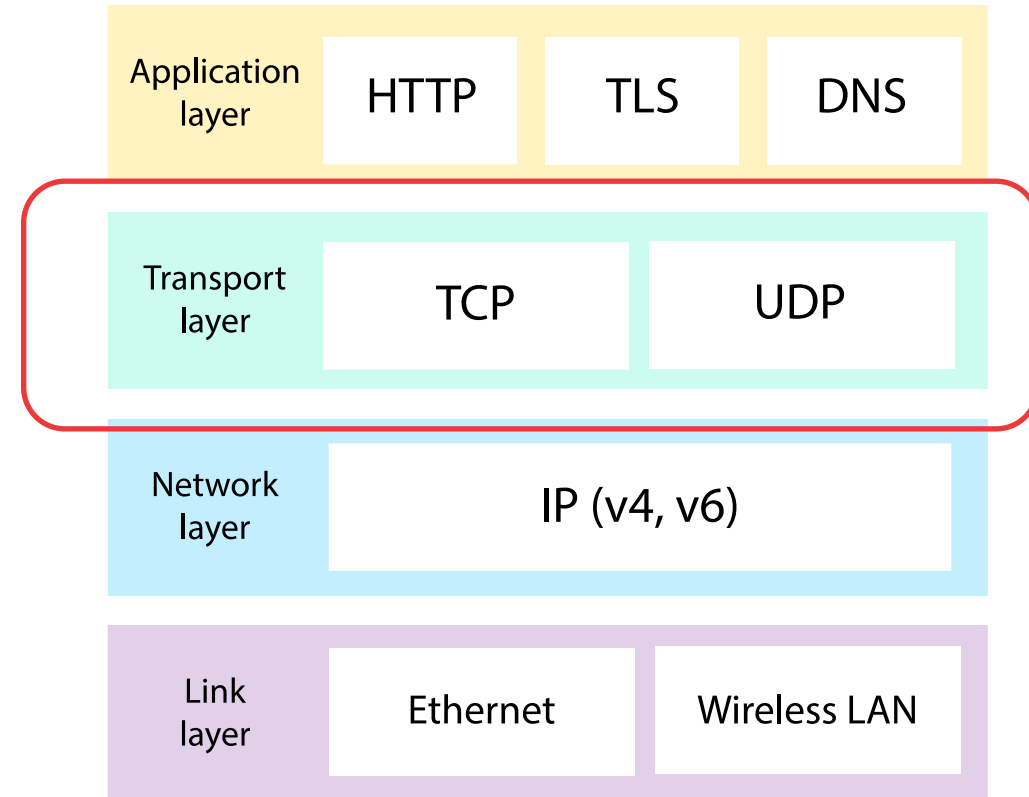 Application
layer
HTTP
TLS
DNS
Transport
layer
TCP
UDP
Network
layer
IP (v4, v6)
Link
layer
Ethernet
Wireless LAN